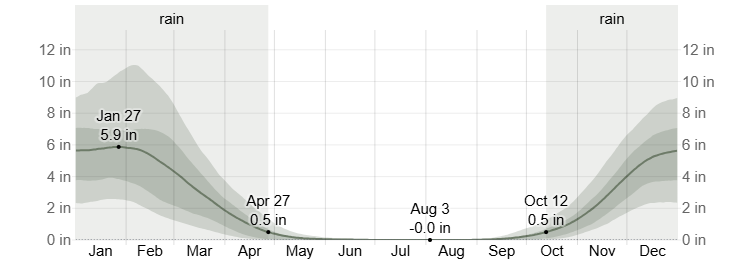 rain rain
12 in 12 in
10 in 10 in
8 in 8 in
6 in 6 in
4 in 4 in
2 in 2 in
0 in 0 in
Jan 27
5.9 in
Apr 27
0.5 in
Aug 3
-0.0 in
Oct 12
0.5 in
Jan Feb Mar Apr May Jun Jul Aug Sep Oct Nov Dec